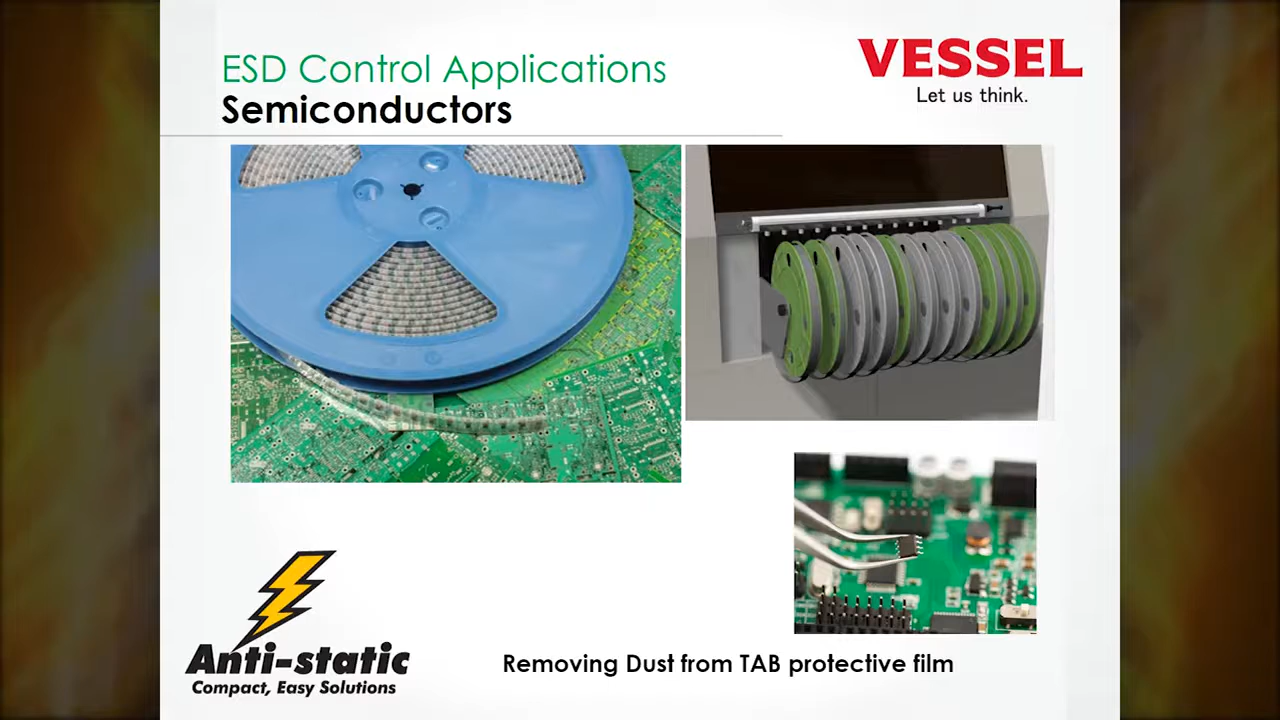 ESD Control Applications
Semiconductors
VESSEL
Let us think.
Anti-static
Compact, Easy Solutions
Removing Dust from TAB protective film